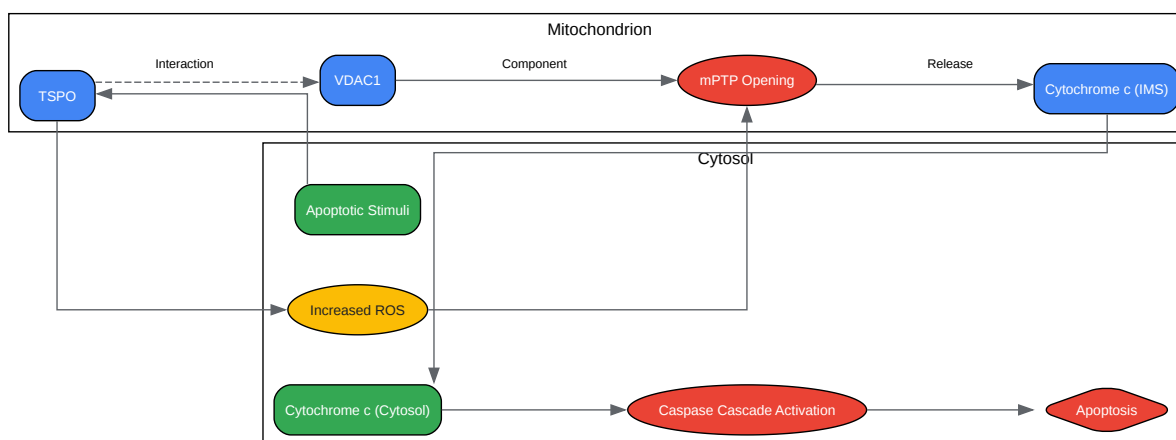 Mitochondrion
Interaction
Component
Release
TSPO
VDAC1
mPTP Opening
Cytochrome c (IMS)
Cytosol
Apoptotic Stimuli
Increased ROS
Cytochrome c (Cytosol)
Caspase Cascade Activation
Apoptosis